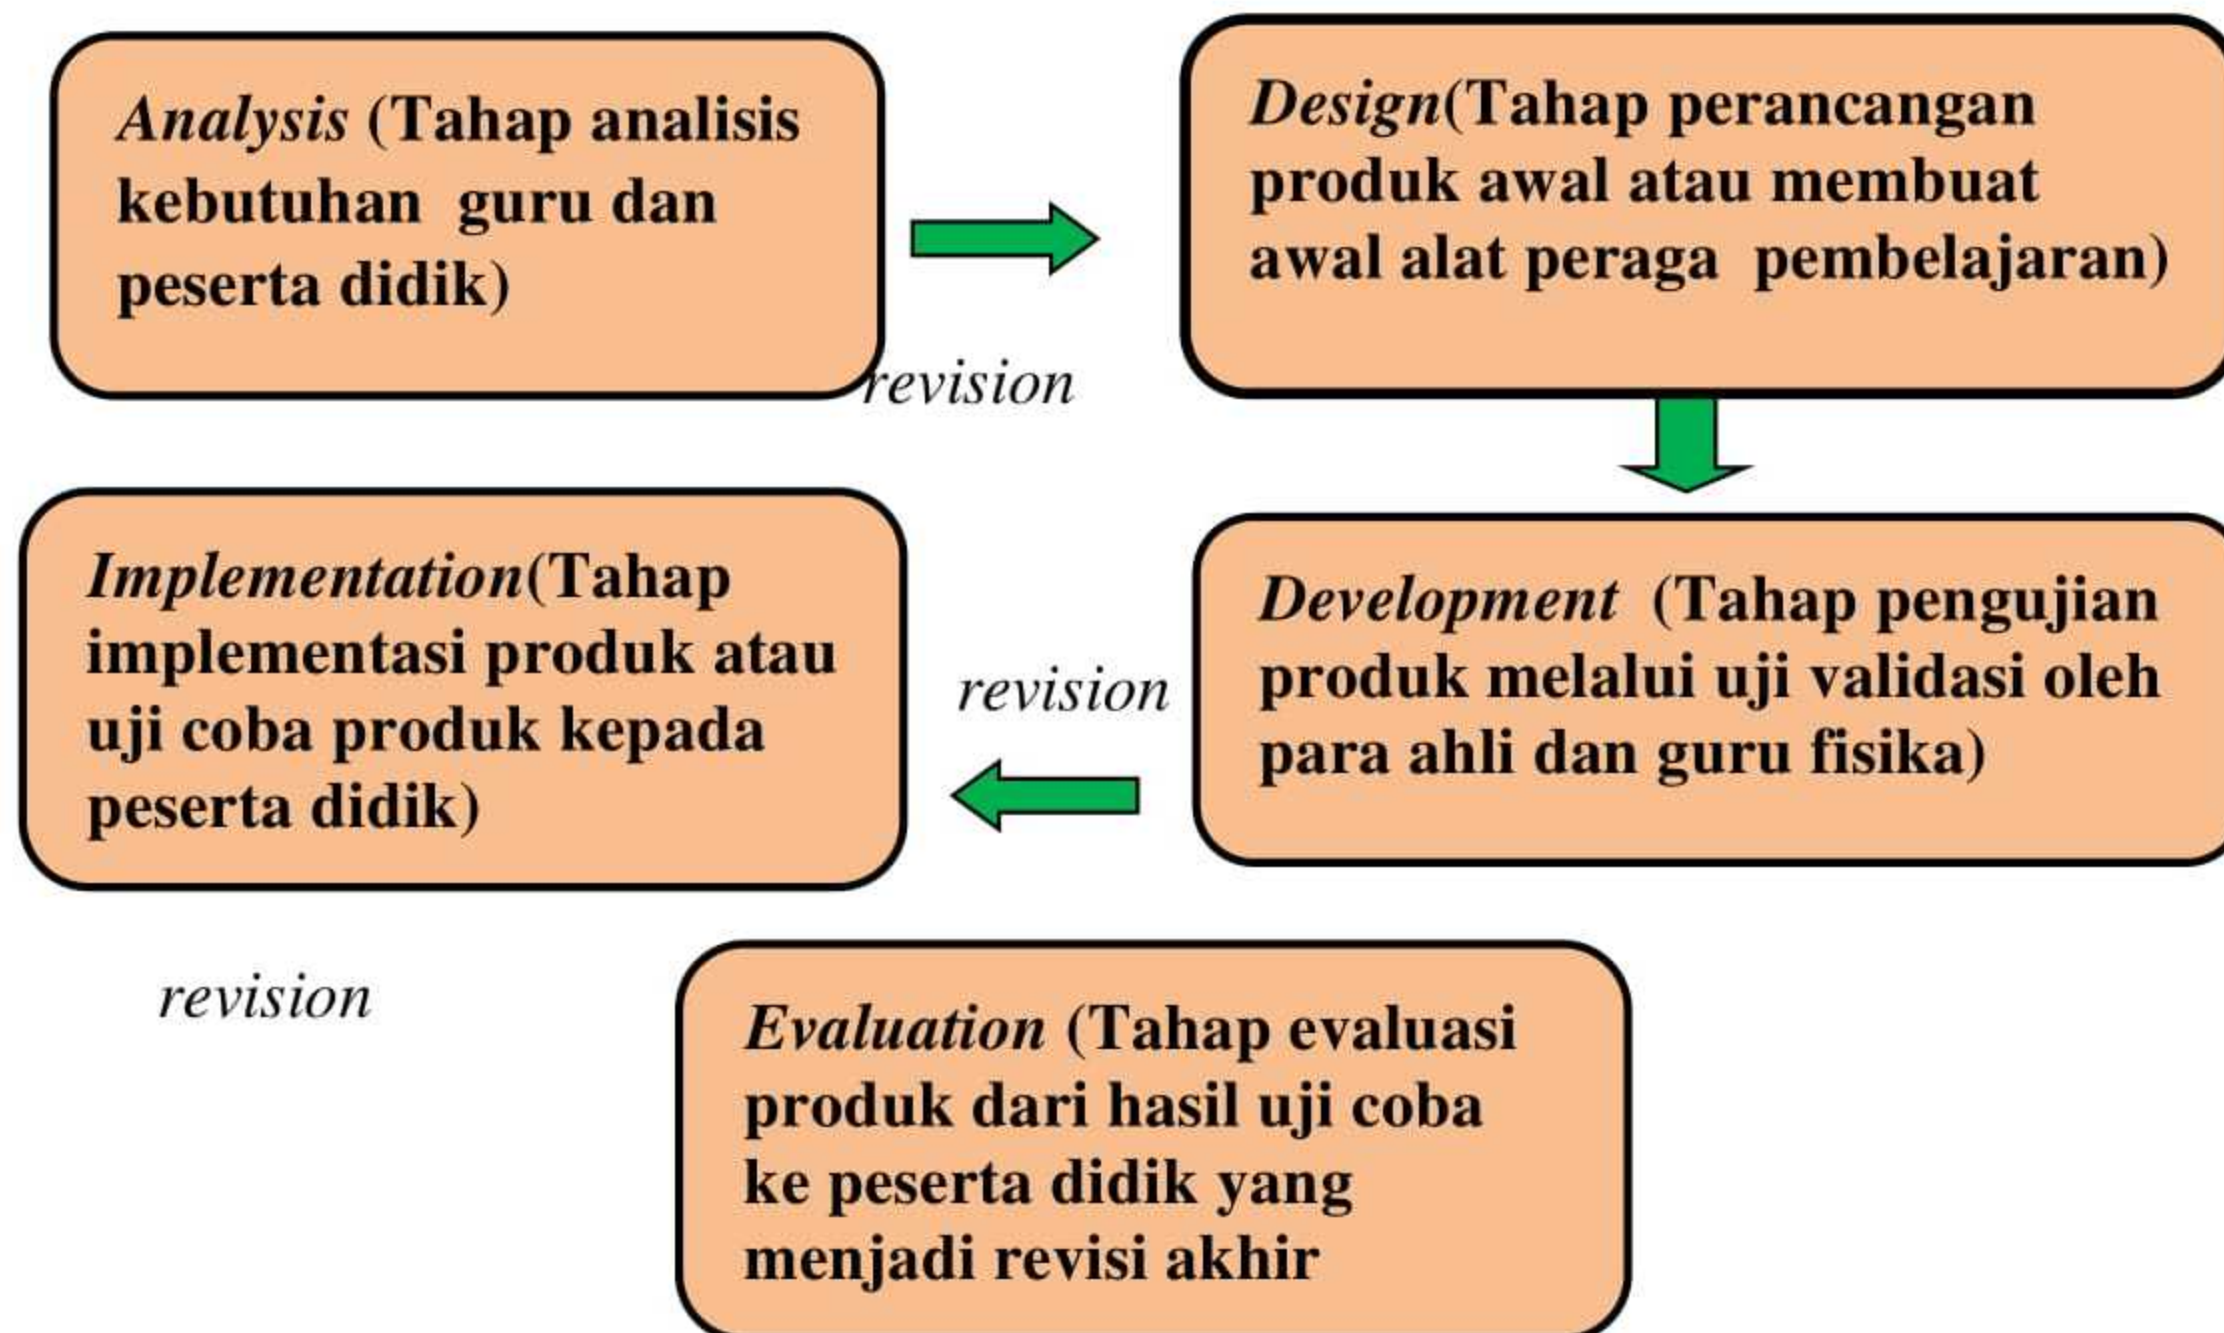 Analysis (Tahap analisis
kebutuhan guru dan
peserta didik)
Design(Tahap perancangan
produk awal atau membuat
awal alat peraga pembelajaran)
revision
Development (Tahap pengujian
produk melalui uji validasi oleh
para ahli dan guru fisika)
revision
Implementation(Tahap
implementasi produk atau
uji coba produk kepada
peserta didik)
revision
Evaluation (Tahap evaluasi
produk dari hasil uji coba
ke peserta didik yang
menjadi revisi akhir